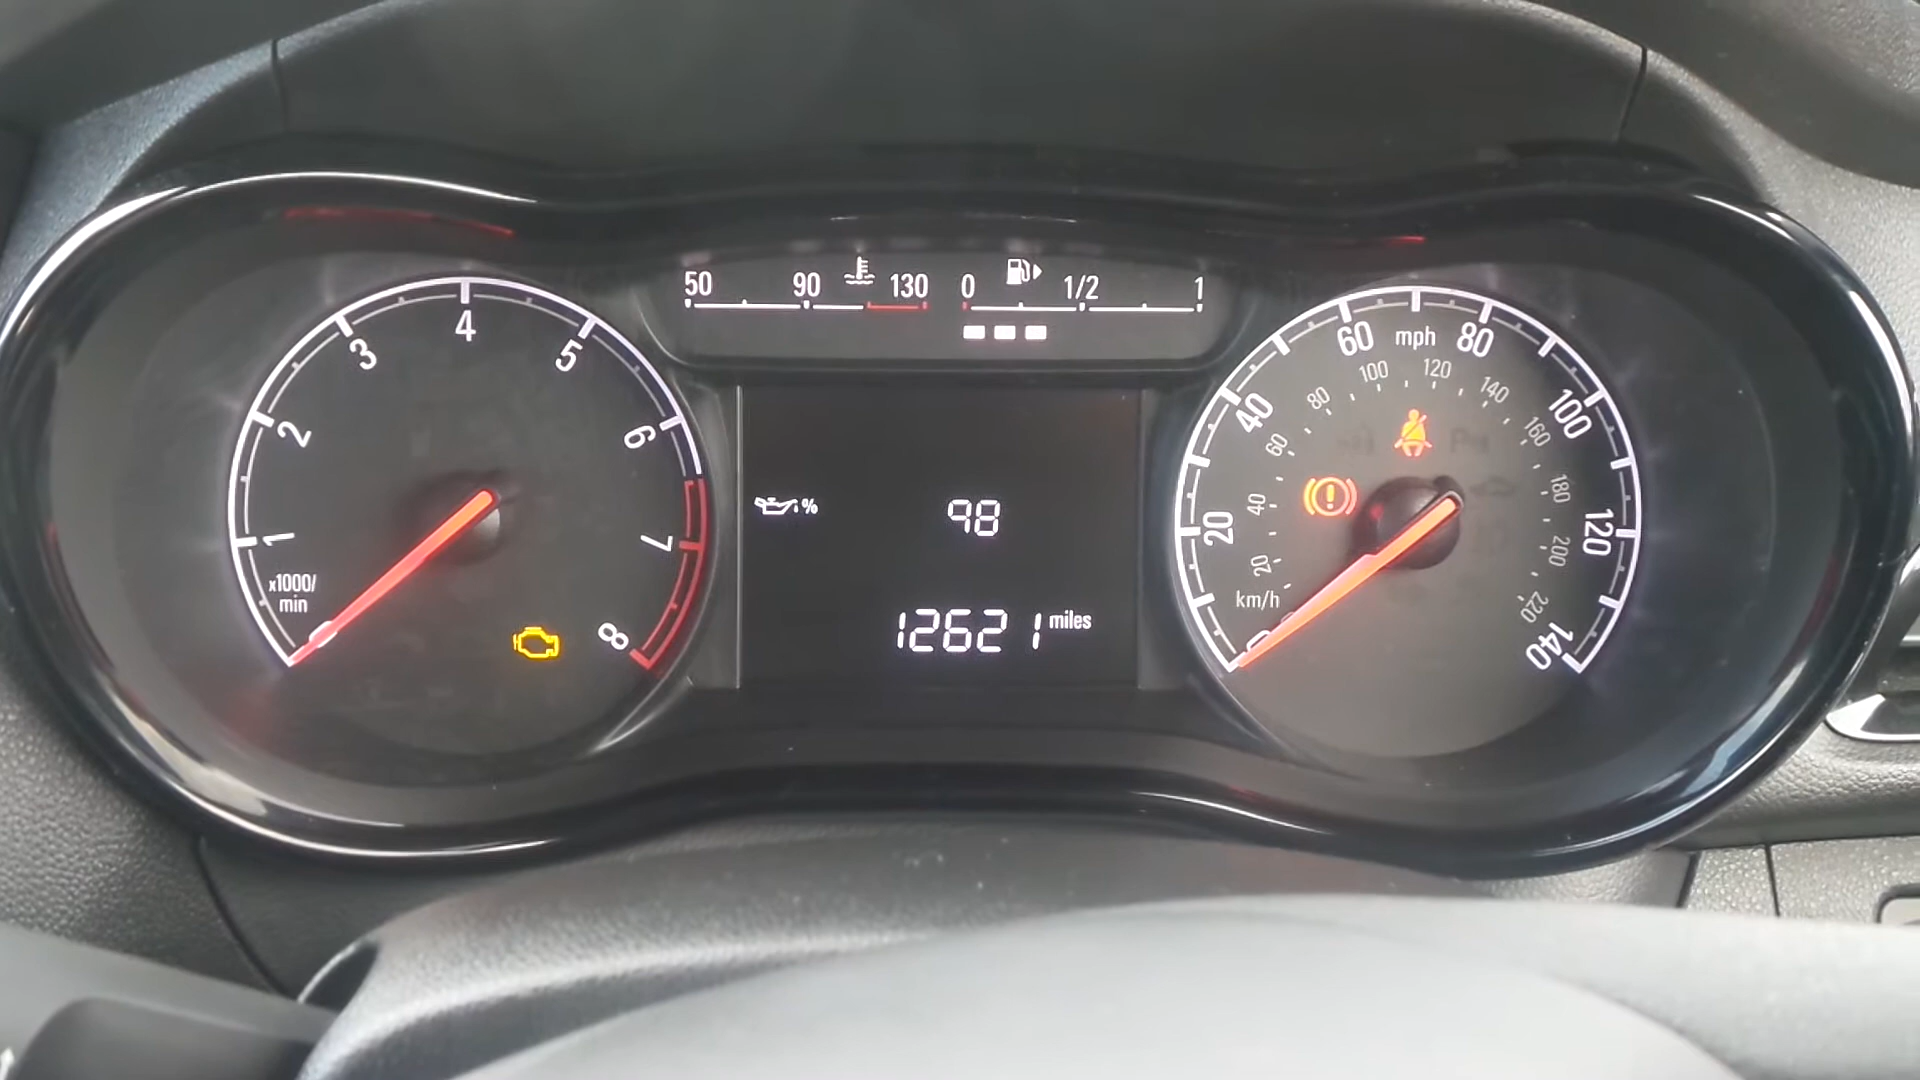 50 90 130 0 1/2 1
1 2 3 4 5 6 7 8
x1000/
min
%
98
12621 miles
20 40 60 mph 80 100 120 140
20 40 60 80 100 120 140 160 180 200 220
km/h